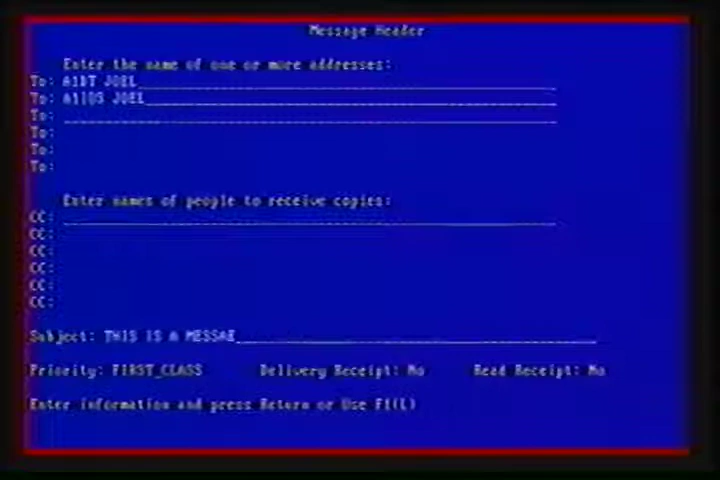 Message Header
Enter the name of one or more addresses:
To: A1DT JOEL
To: JOEL
To:
To:
To:
To:
Enter names of people to receive copies:
CC:
CC:
CC:
CC:
CC:
CC:
Subject: THIS IS A MESSAE
Priority: FIRST_CLASS Delivery Receipt: No Read Receipt: No
Enter information and press Return or Use F1(L)